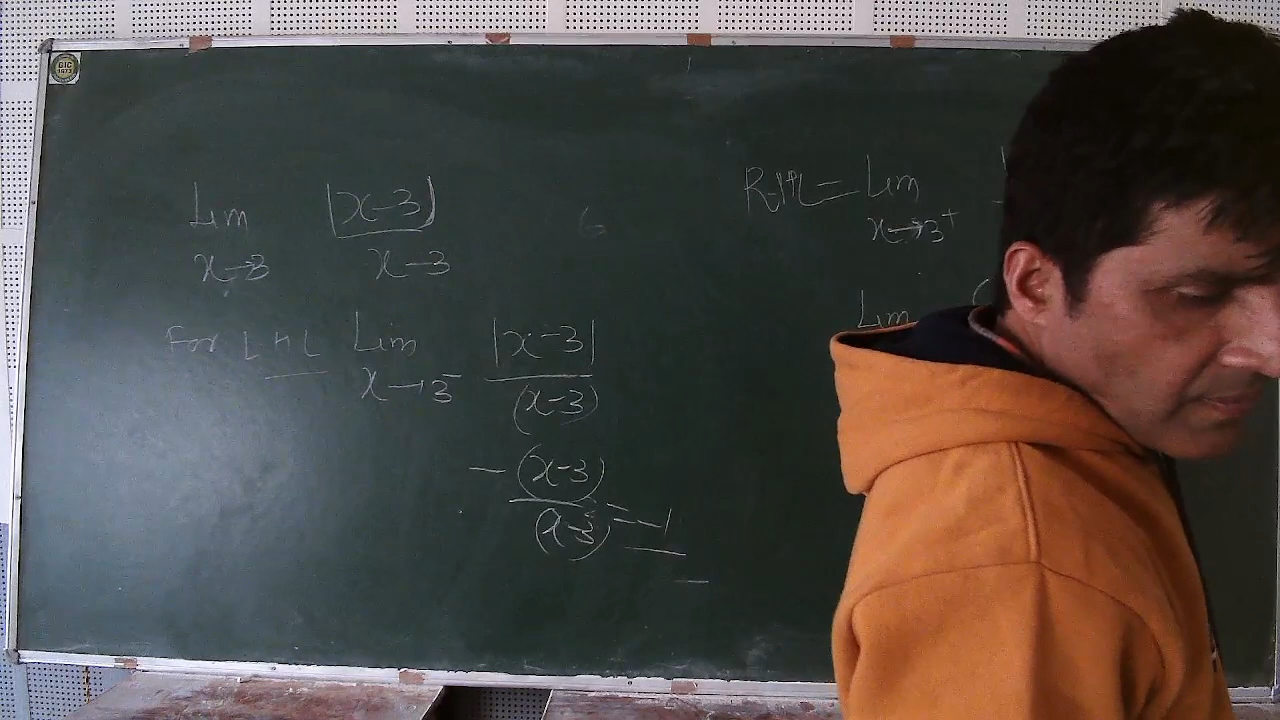 Lim |x-3|
x→3 x-3
For LHL Lim |x-3|
x→3⁻ (x-3)
-(x-3)
(x-3) = -1
RHL = Lim
x→3⁺
Lim